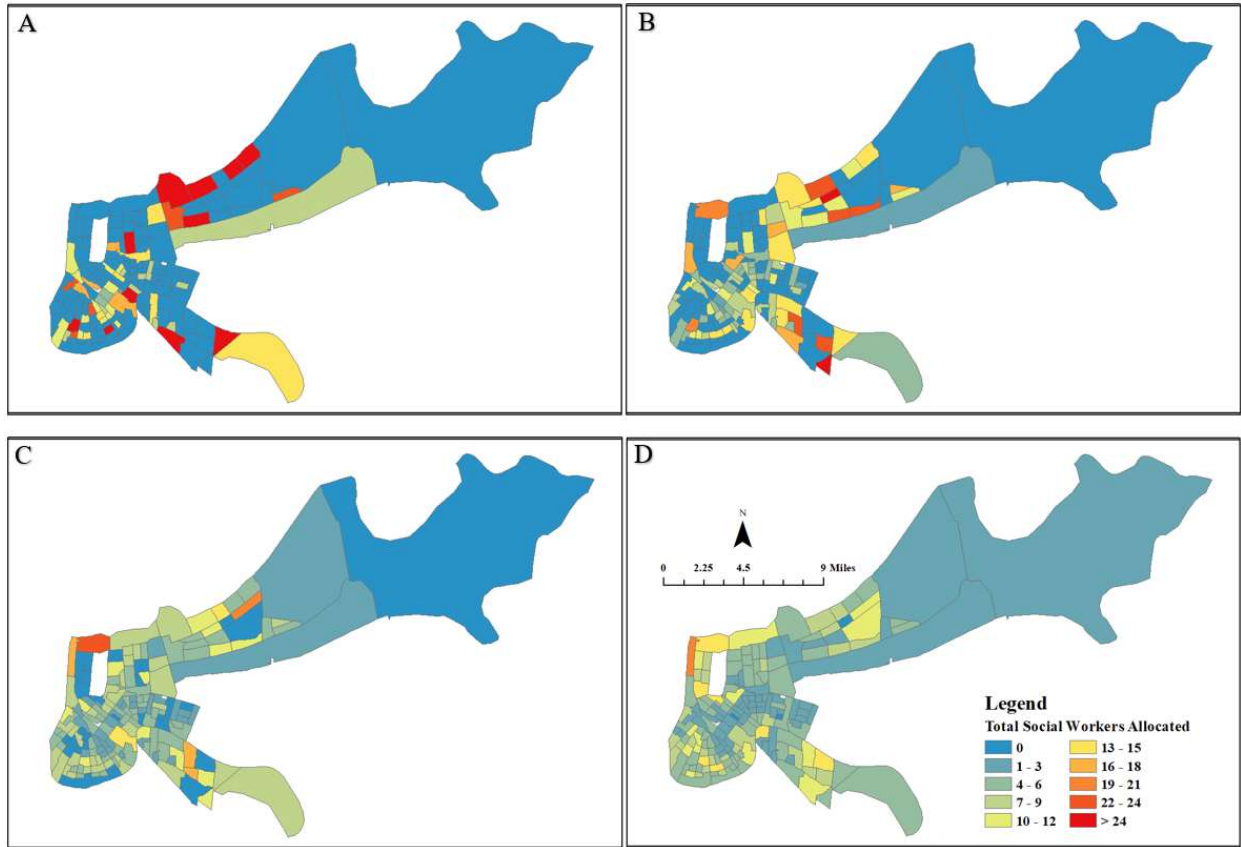 A
B
C
D
N
0 2.25 4.5 9 Miles
Legend
Total Social Workers Allocated
0 13 - 15
1 - 3 16 - 18
4 - 6 19 - 21
7 - 9 22 - 24
10 - 12 > 24